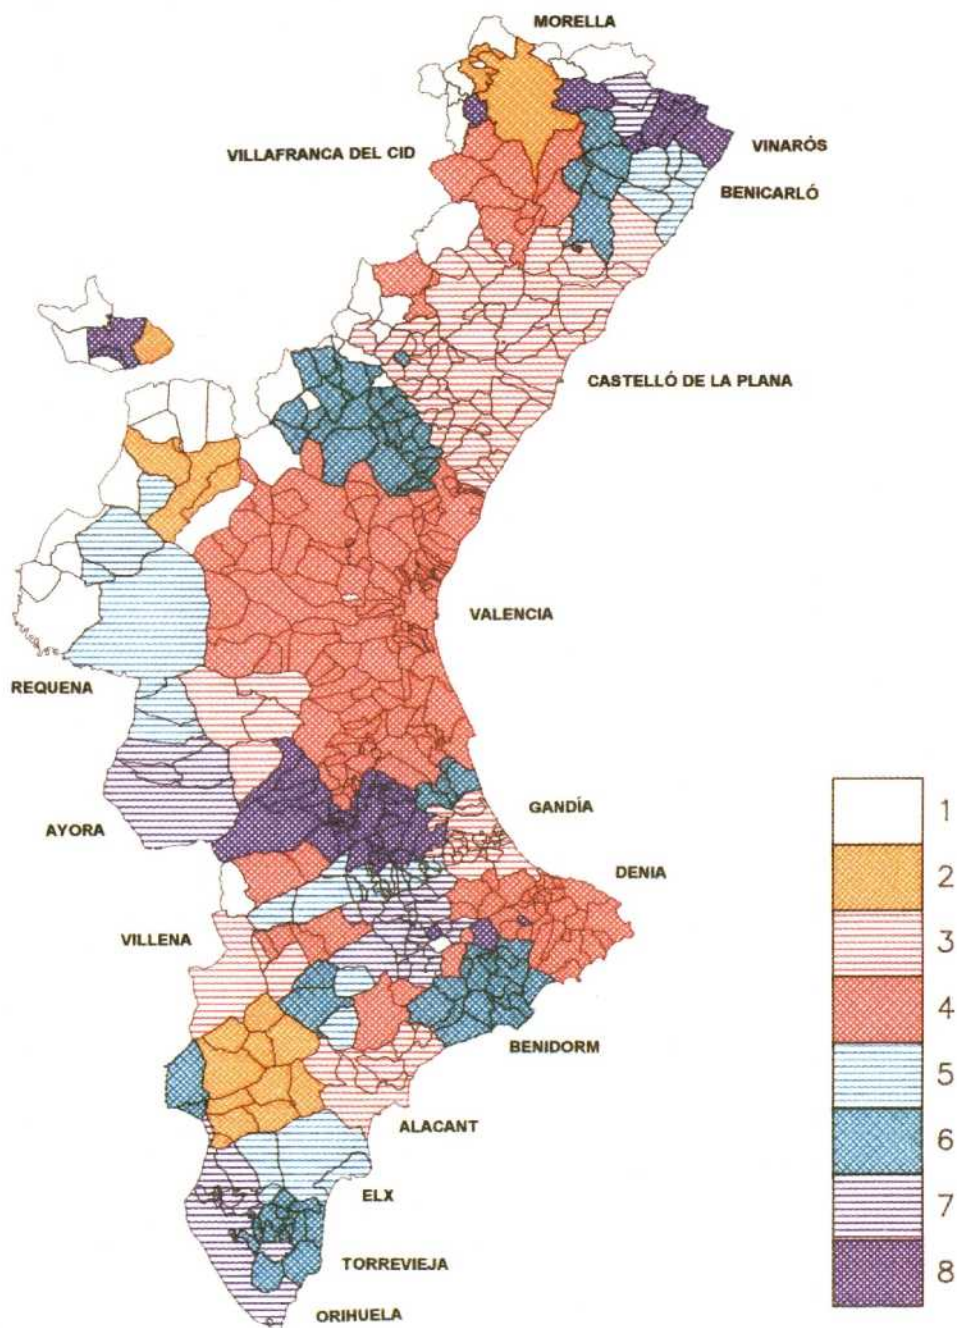 MORELLA
VILLAFRANCA DEL CID
VINARÓS
BENICARLÓ
CASTELLÓ DE LA PLANA
VALENCIA
REQUENA
GANDÍA
AYORA
DENIA
VILLENA
BENIDORM
ALACANT
ELX
TORREVIEJA
ORIHUELA
1
2
3
4
5
6
7
8